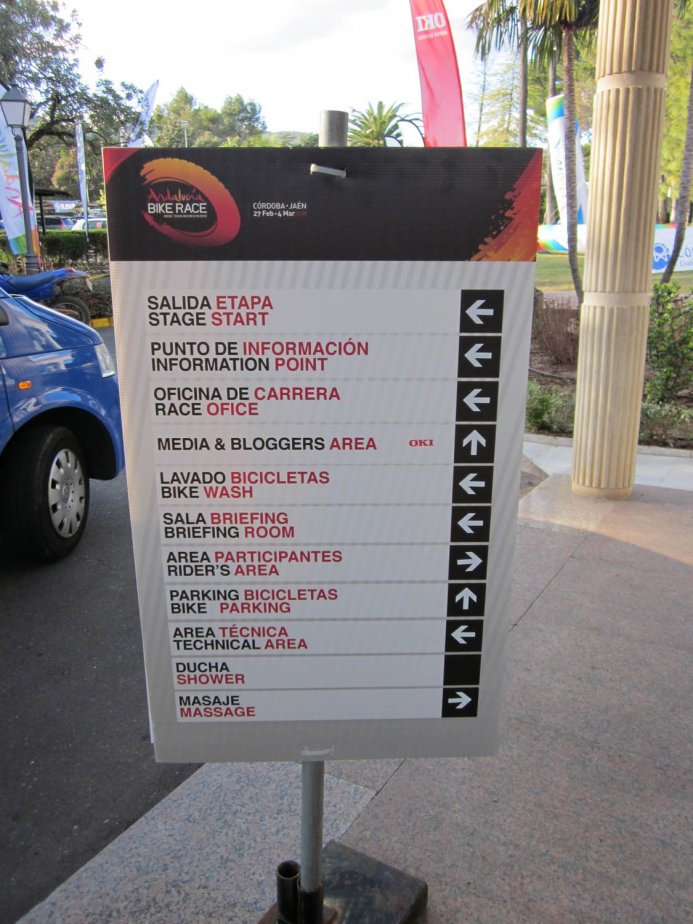 OKI
Andalucía
BIKE RACE
CÓRDOBA-JAÉN
27 Feb - 4 Mar
SALIDA ETAPA
STAGE START
PUNTO DE INFORMACIÓN
INFORMATION POINT
OFICINA DE CARRERA
RACE OFICE
MEDIA & BLOGGERS AREA OKI
LAVADO BICICLETAS
BIKE WASH
SALA BRIEFING
BRIEFING ROOM
AREA PARTICIPANTES
RIDER'S AREA
PARKING BICICLETAS
BIKE PARKING
AREA TÉCNICA
TECHNICAL AREA
DUCHA
SHOWER
MASAJE
MASSAGE